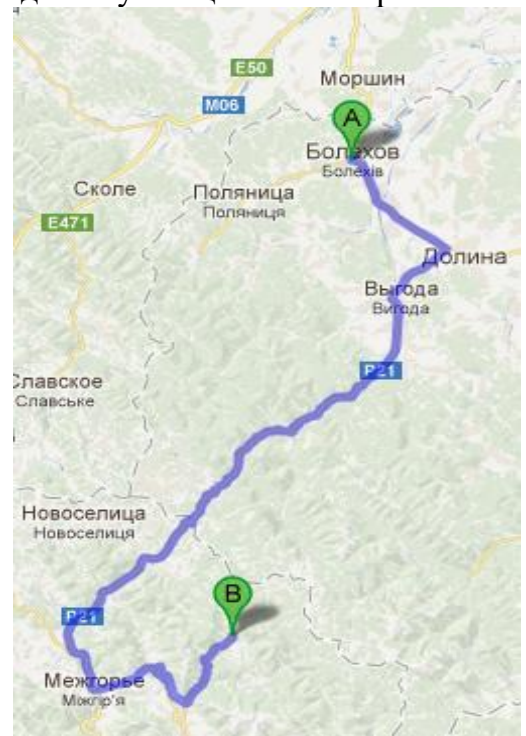 E50
Моршин
M06
A
Болехов
Болехів
Сколе
Поляница
Поляниця
E471
Долина
Выгода
Вигода
P21
Славское
Славське
Новоселица
Новоселиця
B
P21
Межгорье
Міжгір'я